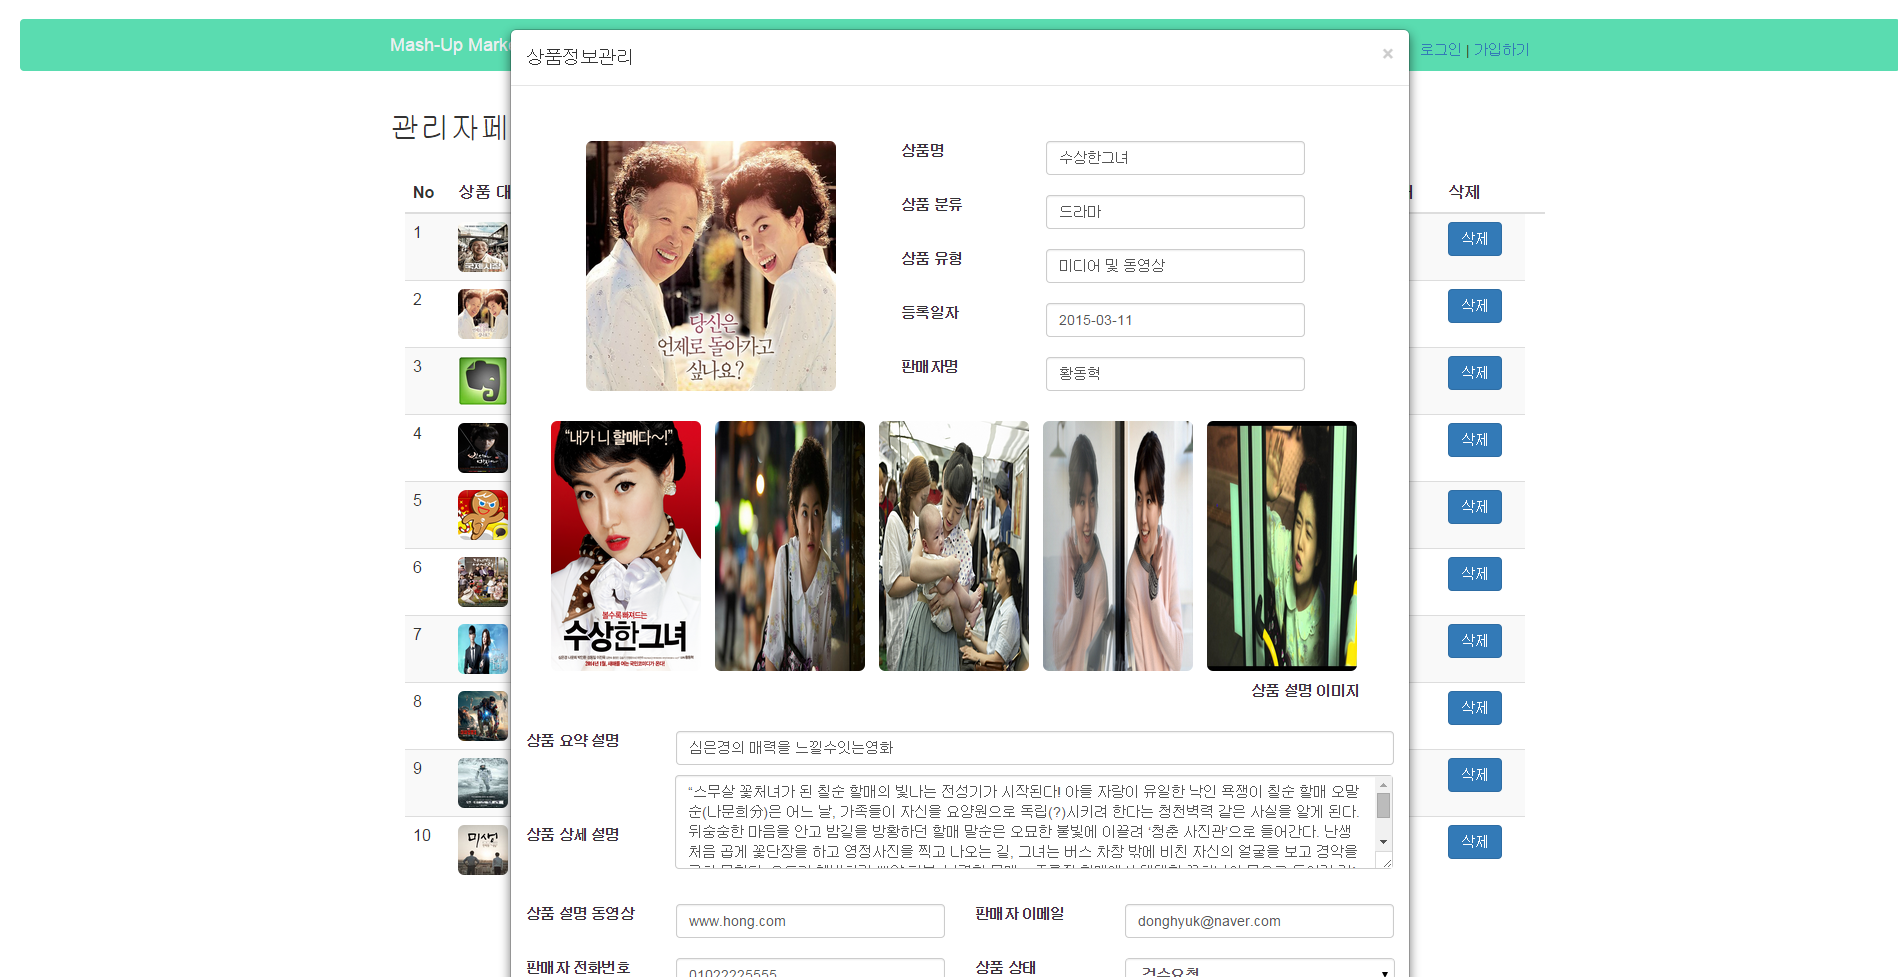 Mash-Up Mark
로그인 | 가입하기
상품정보관리
×
관리자페
No 상품 대
삭제
1 삭제
2 삭제
3 삭제
4 삭제
5 삭제
6 삭제
7 삭제
8 삭제
9 삭제
10 삭제
미생
당신은
언제로 돌아가고
싶나요?
상품명 수상한그녀
상품 분류 드라마
상품 유형 미디어 및 동영상
등록일자 2015-03-11
판매자명 황동혁
“내가 니 할매다~!”
볼수록 빠져드는
수상한그녀
상품 설명 이미지
상품 요약 설명 심은경의 매력을 느낄수잇는영화
상품 상세 설명
“스무살 꽃처녀가 된 칠순 할매의 빛나는 전성기가 시작된다! 아들 자랑이 유일한 낙인 욕쟁이 칠순 할매 오말
순(나문희分)은 어느 날, 가족들이 자신을 요양원으로 독립(?)시키려 한다는 청천벽력 같은 사실을 알게 된다.
뒤숭숭한 마음을 안고 밤길을 방황하던 할매 말순은 오묘한 불빛에 이끌려 ‘청춘 사진관’으로 들어간다. 난생
처음 곱게 꽃단장을 하고 영정사진을 찍고 나오는 길, 그녀는 버스 차창 밖에 비친 자신의 얼굴을 보고 경악을
상품 설명 동영상 www.hong.com
판매자 이메일 donghyuk@naver.com
판매자 전화번호 01022225555
상품 상태 검수요청